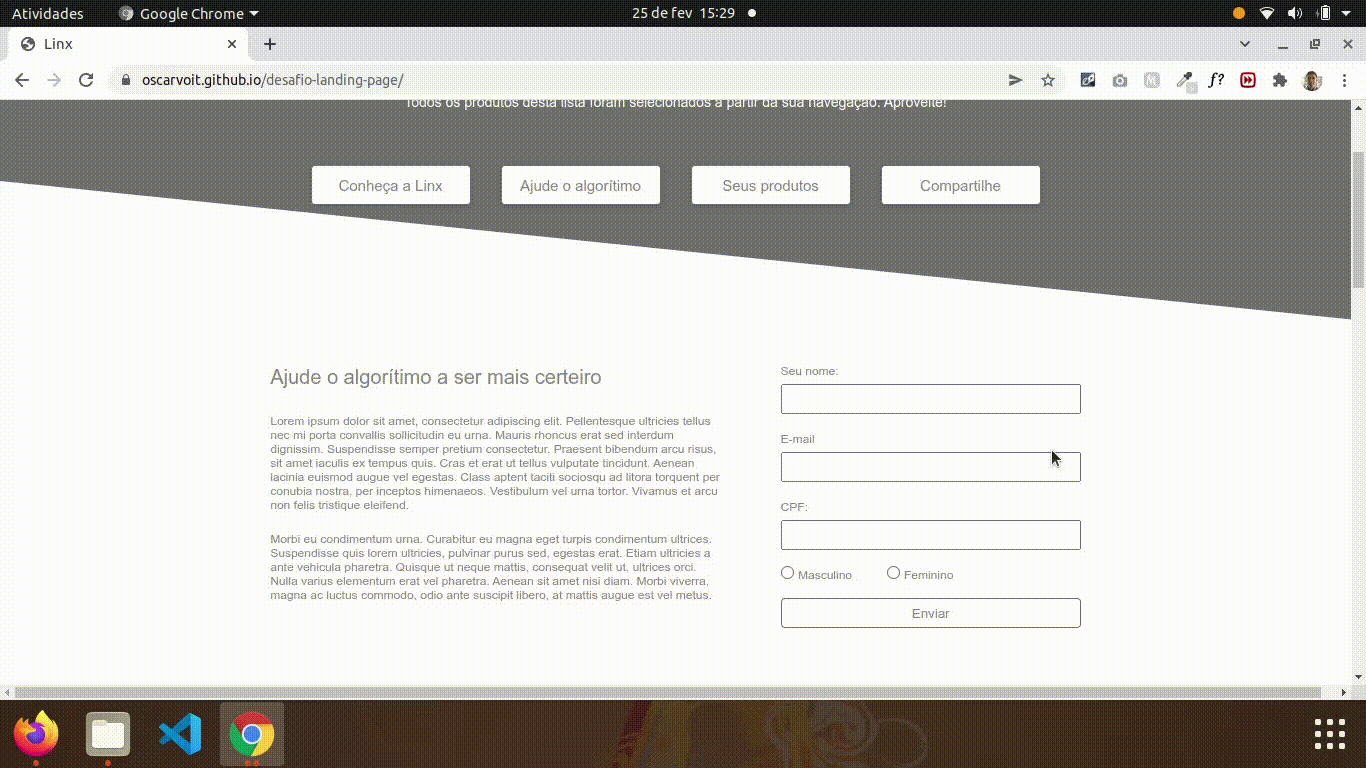 Atividades
Google Chrome
25 de fev 15:29
Linx
oscarvoit.github.io/desafio-landing-page/
f?
Todos os produtos desta lista foram selecionados a partir da sua navegação. Aproveite!
Conheça a Linx
Ajude o algorítimo
Seus produtos
Compartilhe
Ajude o algorítimo a ser mais certeiro
Lorem ipsum dolor sit amet, consectetur adipiscing elit. Pellentesque ultricies tellus
nec mi porta convallis sollicitudin eu urna. Mauris rhoncus erat sed interdum
dignissim. Suspendisse semper pretium consectetur. Praesent bibendum arcu risus,
sit amet iaculis ex tempus quis. Cras et erat ut tellus vulputate tincidunt. Aenean
lacinia euismod augue vel egestas. Class aptent taciti sociosqu ad litora torquent per
conubia nostra, per inceptos himenaeos. Vestibulum vel urna tortor. Vivamus et arcu
non felis tristique eleifend.
Morbi eu condimentum urna. Curabitur eu magna eget turpis condimentum ultrices.
Suspendisse quis lorem ultricies, pulvinar purus sed, egestas erat. Etiam ultricies a
ante vehicula pharetra. Quisque ut neque mattis, consequat velit ut, ultrices orci.
Nulla varius elementum erat vel pharetra. Aenean sit amet nisi diam. Morbi viverra,
magna ac luctus commodo, odio ante suscipit libero, at mattis augue est vel metus.
Seu nome:
E-mail
CPF:
Masculino
Feminino
Enviar